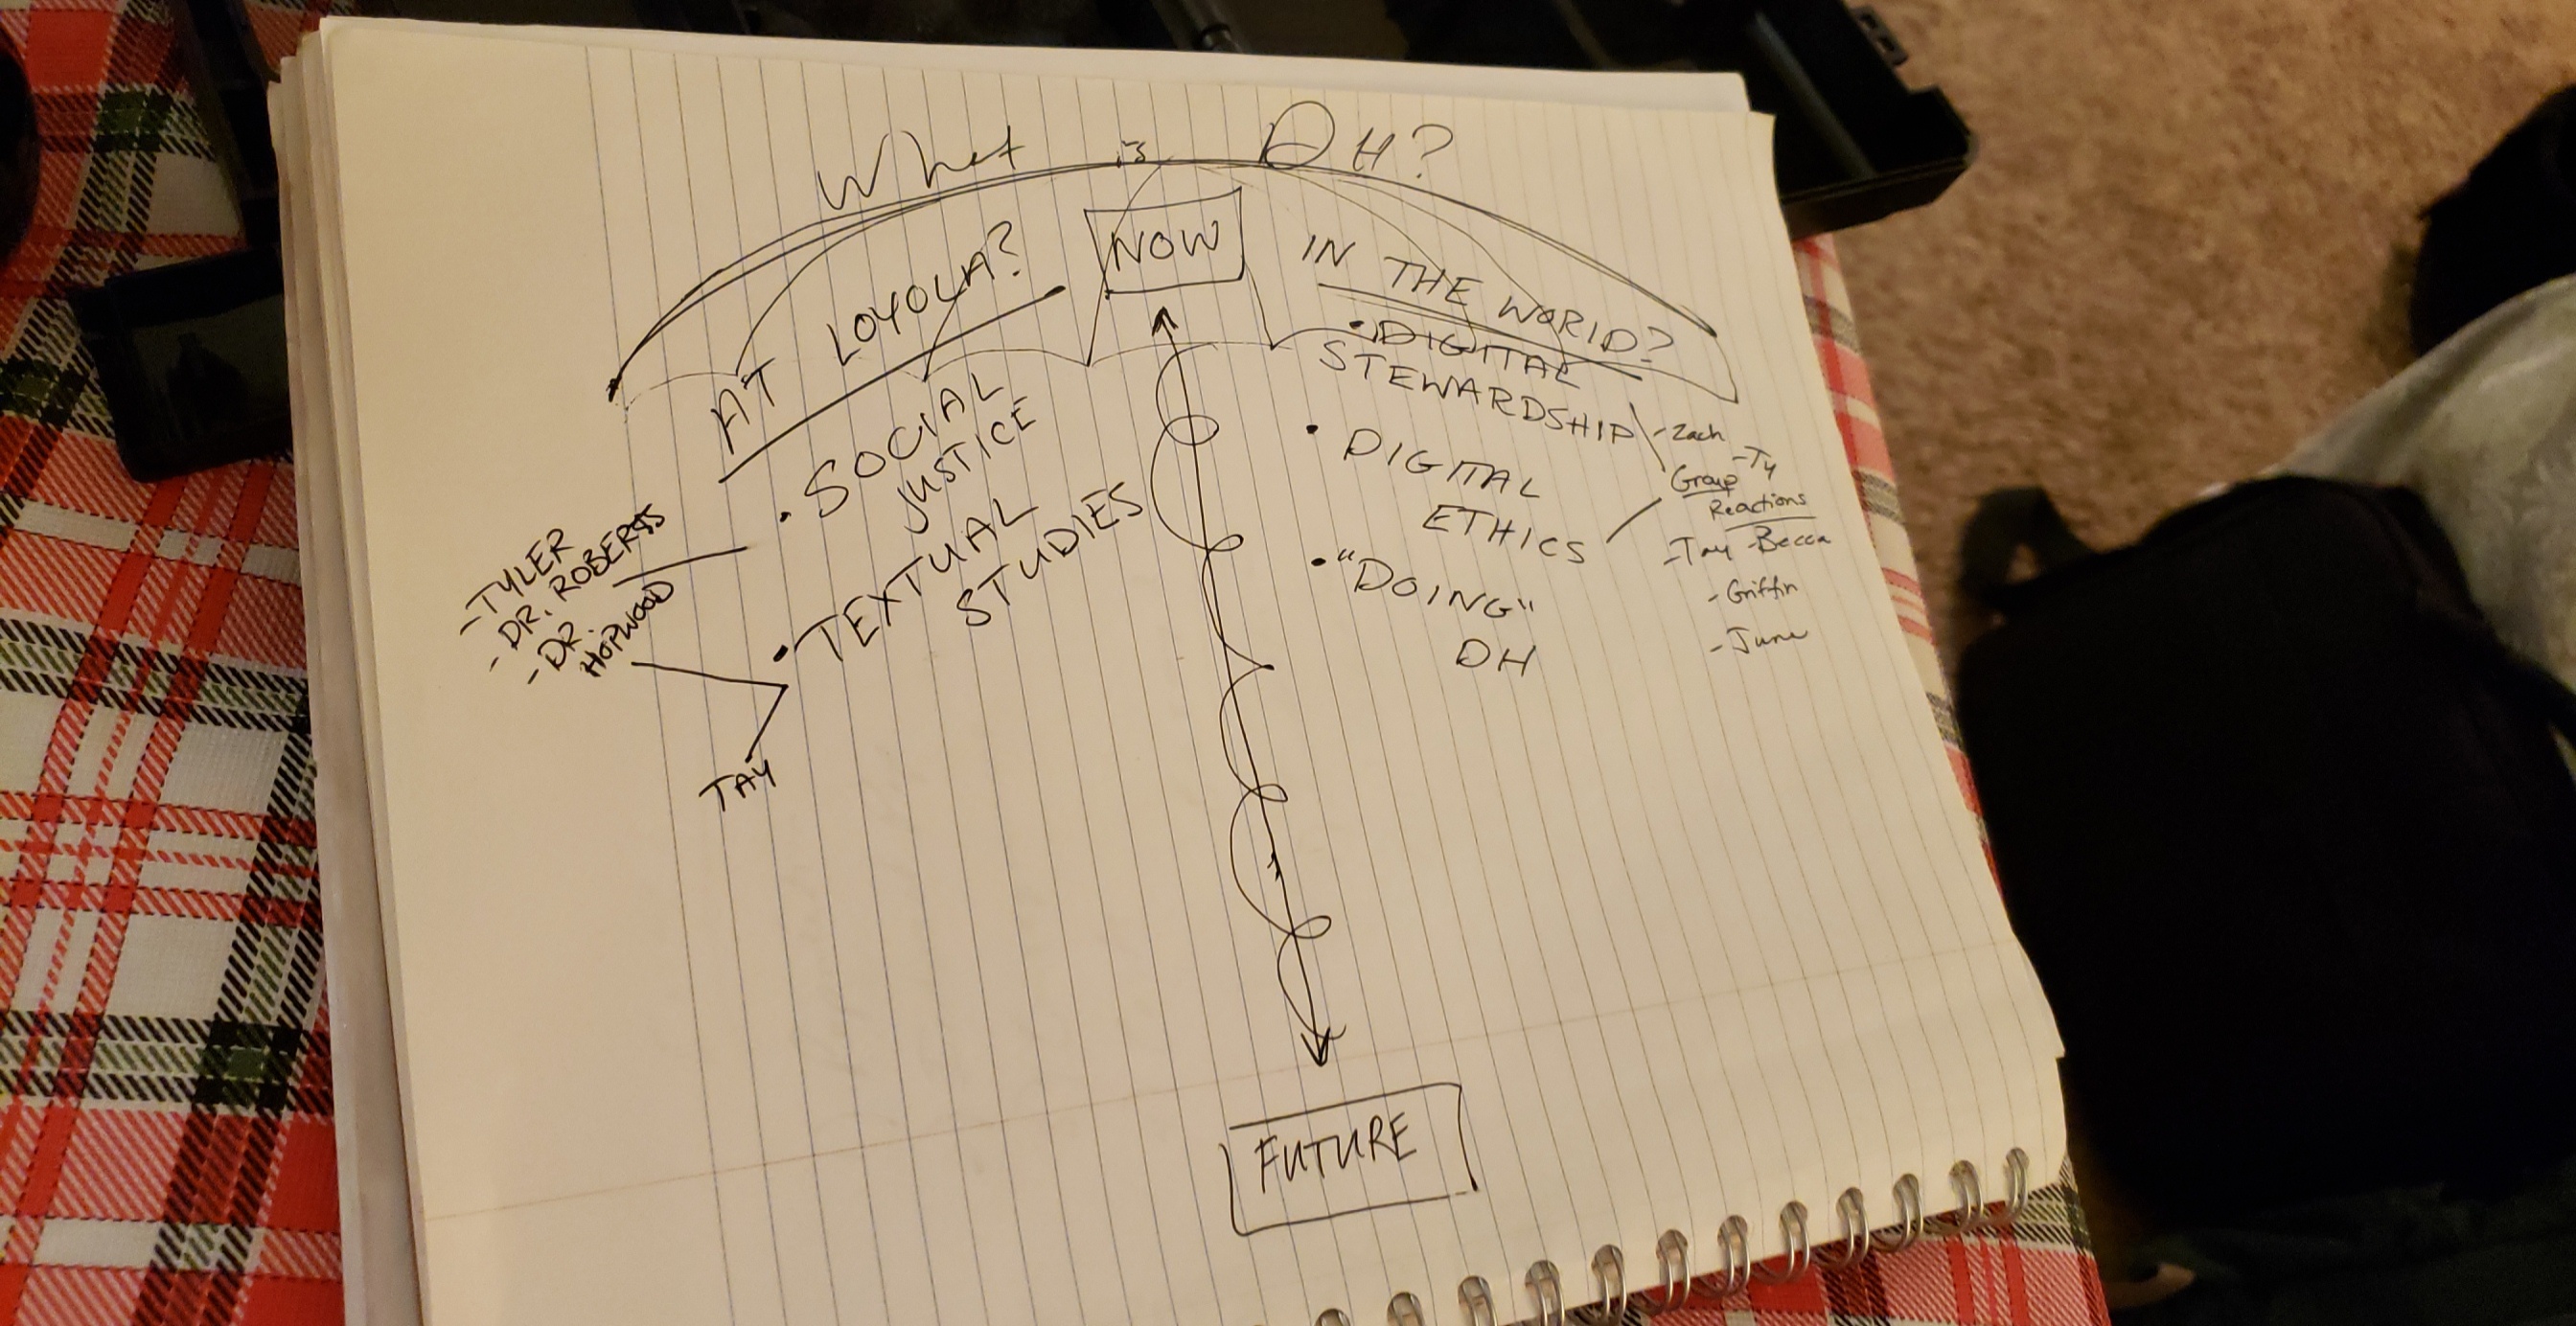 What is DH?
AT LOYOLA?
NOW
IN THE WORLD?
• SOCIAL
JUSTICE
• TEXTUAL
STUDIES
- TYLER
- DR. ROBERTS
- DR.
HOPWOOD
TAY
• DIGITAL
STEWARDSHIP
• DIGITAL
ETHICS
• "DOING"
DH
- Zach
- Ty
Group
Reactions
- Tay - Becca
- Griffin
- June
FUTURE